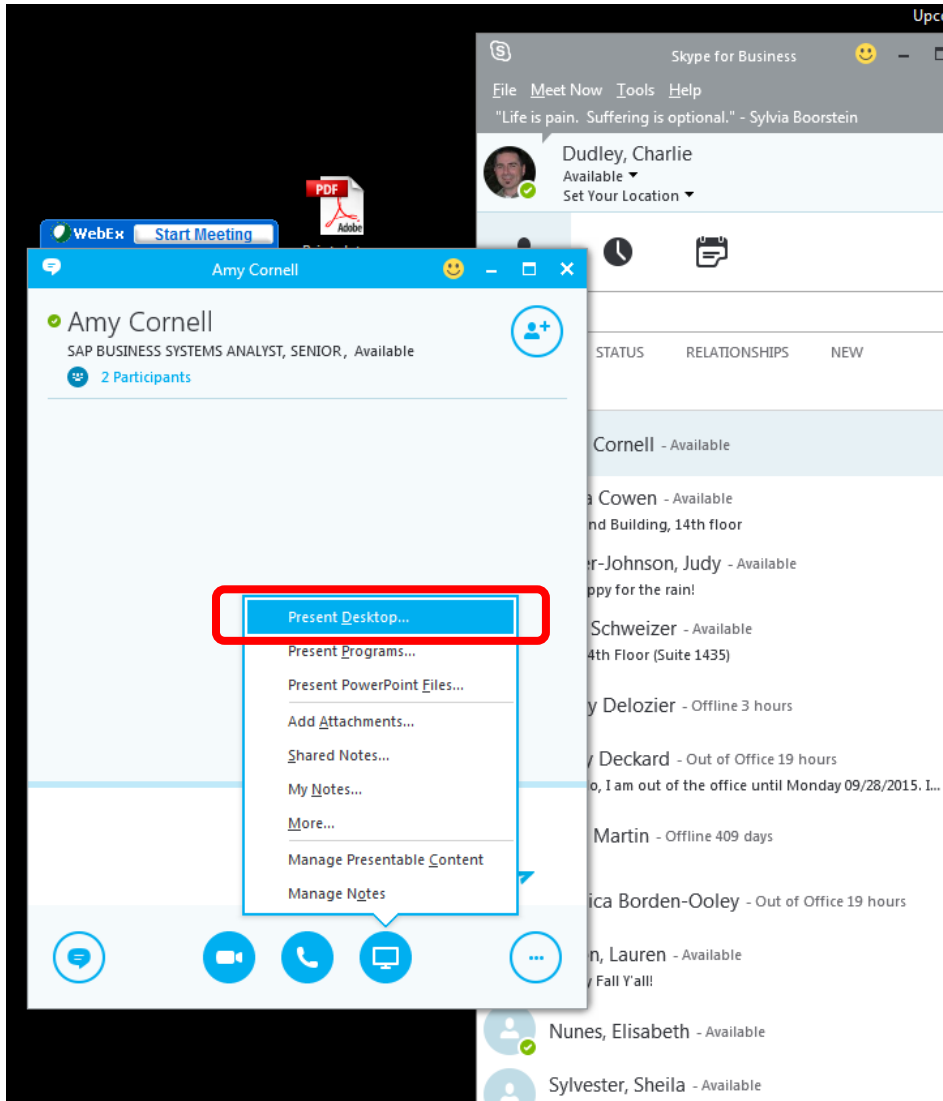 Skype for Business
File Meet Now Tools Help
"Life is pain. Suffering is optional." - Sylvia Boorstein
Dudley, Charlie
Available
Set Your Location
PDF
Adobe
WebEx Start Meeting
Amy Cornell
Amy Cornell
SAP BUSINESS SYSTEMS ANALYST, SENIOR, Available
2 Participants
Present Desktop...
Present Programs...
Present PowerPoint Files...
Add Attachments...
Shared Notes...
My Notes...
More...
Manage Presentable Content
Manage Notes
STATUS RELATIONSHIPS NEW
Cornell - Available
Cowen - Available
Building, 14th floor
Judy - Available
for the rain!
Schweizer - Available
4th Floor (Suite 1435)
Delozier - Offline 3 hours
Deckard - Out of Office 19 hours
I am out of the office until Monday 09/28/2015. I...
Martin - Offline 409 days
Borden-Ooley - Out of Office 19 hours
Lauren - Available
Fall Y'all!
Nunes, Elisabeth - Available
Sylvester, Sheila - Available